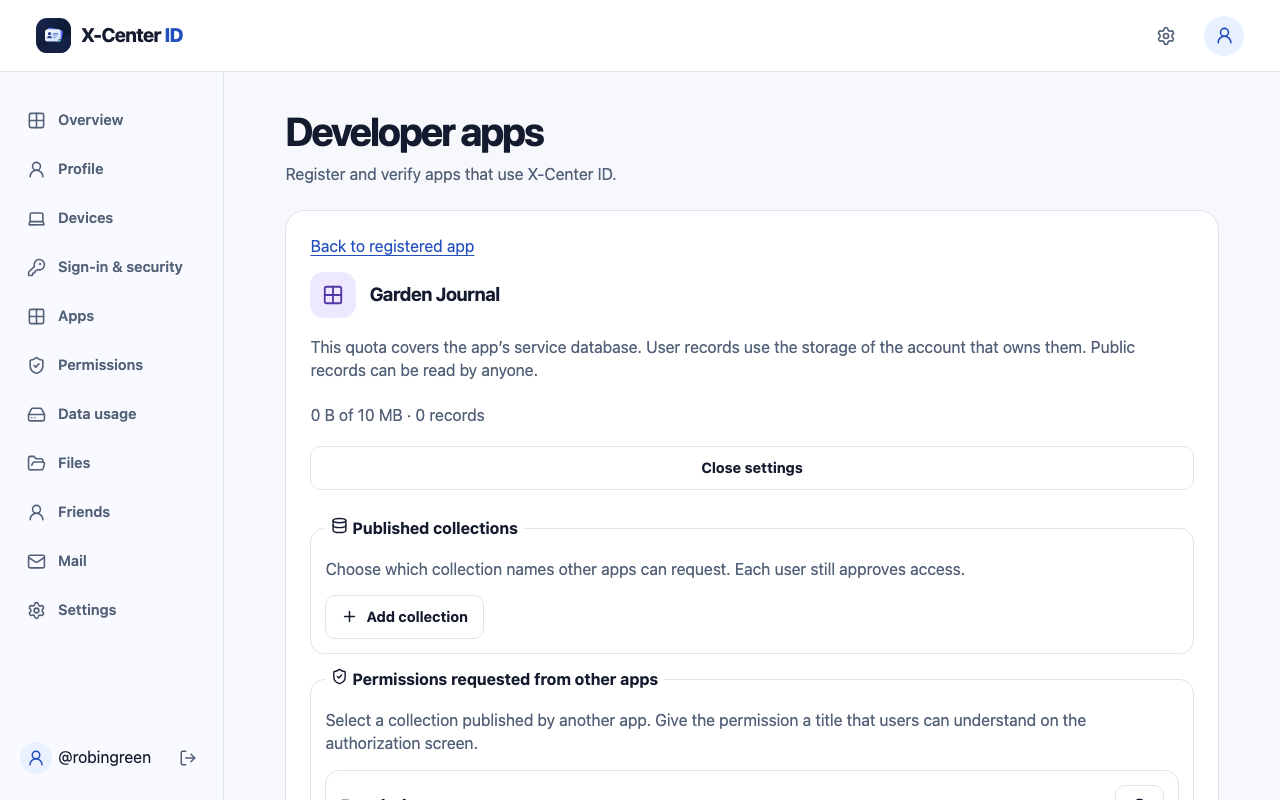 X-Center ID
Overview
Profile
Devices
Sign-in & security
Apps
Permissions
Data usage
Files
Friends
Mail
Settings
@robingreen
Developer apps
Register and verify apps that use X-Center ID.
Back to registered app
Garden Journal
This quota covers the app’s service database. User records use the storage of the account that owns them. Public
records can be read by anyone.
0 B of 10 MB · 0 records
Close settings
Published collections
Choose which collection names other apps can request. Each user still approves access.
Add collection
Permissions requested from other apps
Select a collection published by another app. Give the permission a title that users can understand on the
authorization screen.